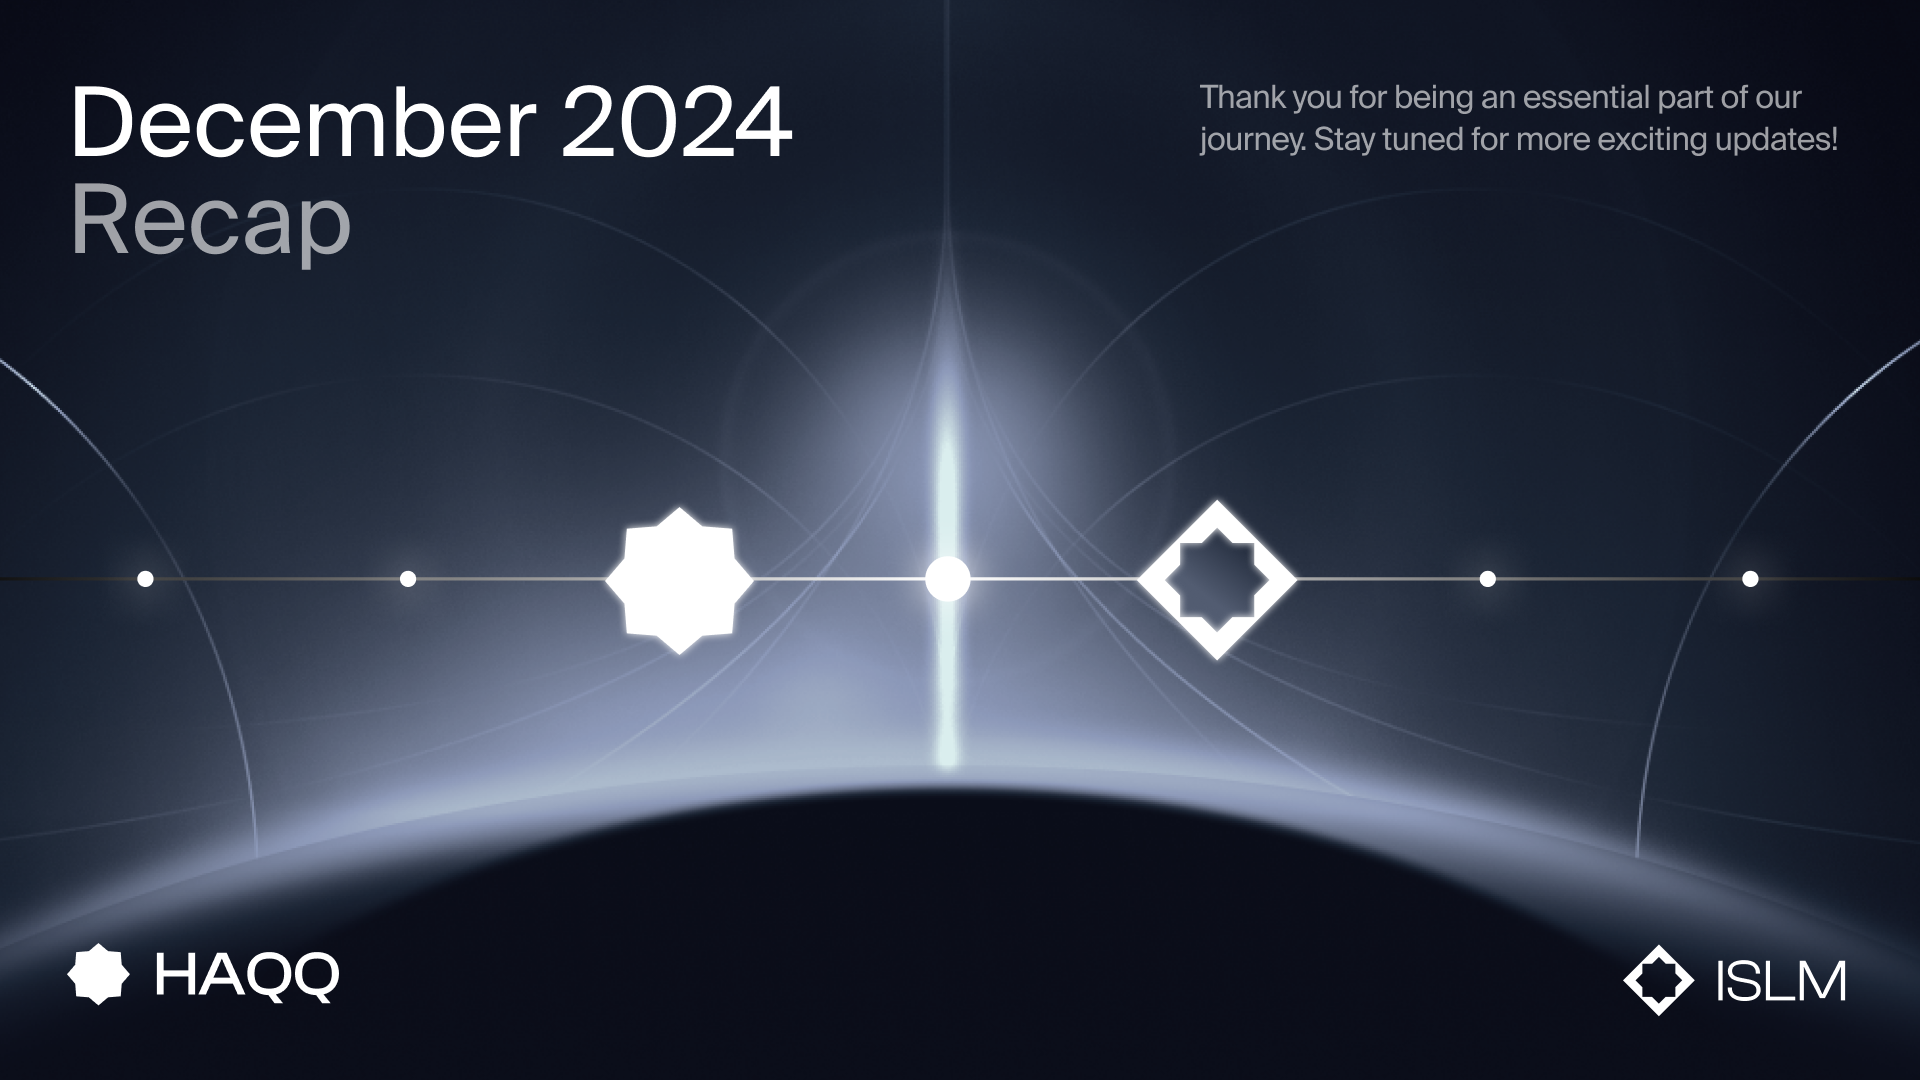 December 2024
Recap
Thank you for being an essential part of our
journey. Stay tuned for more exciting updates!
HAQQ
ISLM